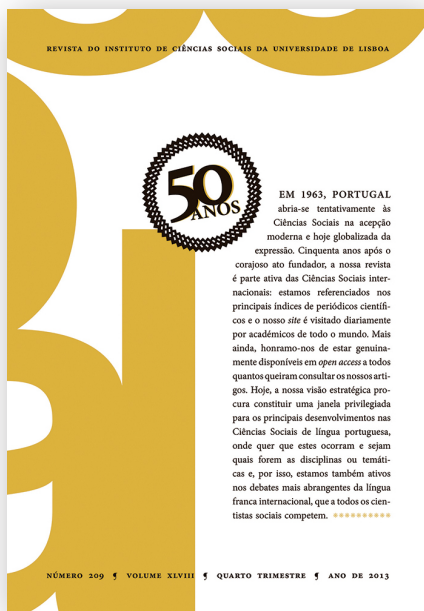 REVISTA DO INSTITUTO DE CIÊNCIAS SOCIAIS DA UNIVERSIDADE DE LISBOA
50
ANOS
EM 1963, PORTUGAL
abria-se tentativamente às
Ciências Sociais na acepção
moderna e hoje globalizada da
expressão. Cinquenta anos após o
corajoso ato fundador, a nossa revista
é parte ativa das Ciências Sociais inter-
nacionais: estamos referenciados nos
principais índices de periódicos científi-
cos e o nosso site é visitado diariamente
por académicos de todo o mundo. Mais
ainda, honramo-nos de estar genuina-
mente disponíveis em open access a todos
quantos queiram consultar os nossos arti-
gos. Hoje, a nossa visão estratégica pro-
cura constituir uma janela privilegiada
para os principais desenvolvimentos nas
Ciências Sociais de língua portuguesa,
onde quer que estes ocorram e sejam
quais forem as disciplinas ou temáti-
cas e, por isso, estamos também ativos
nos debates mais abrangentes da língua
franca internacional, que a todos os cien-
tistas sociais competem.
NÚMERO 209 ¶ VOLUME XLVIII ¶ QUARTO TRIMESTRE ¶ ANO DE 2013